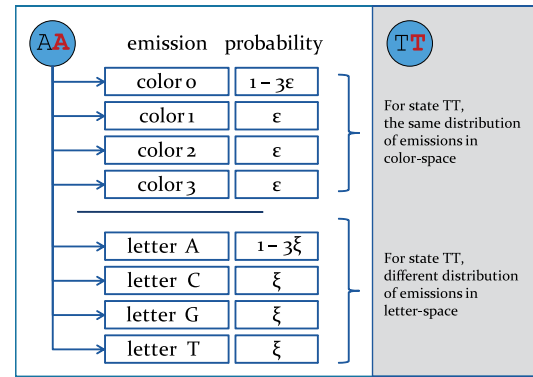 AA emission probability TT
color 0 1 – 3ε
color 1 ε
color 2 ε
color 3 ε
For state TT,
the same distribution
of emissions in
color-space
letter A 1 – 3ξ
letter C ξ
letter G ξ
letter T ξ
For state TT,
different distribution
of emissions in
letter-space